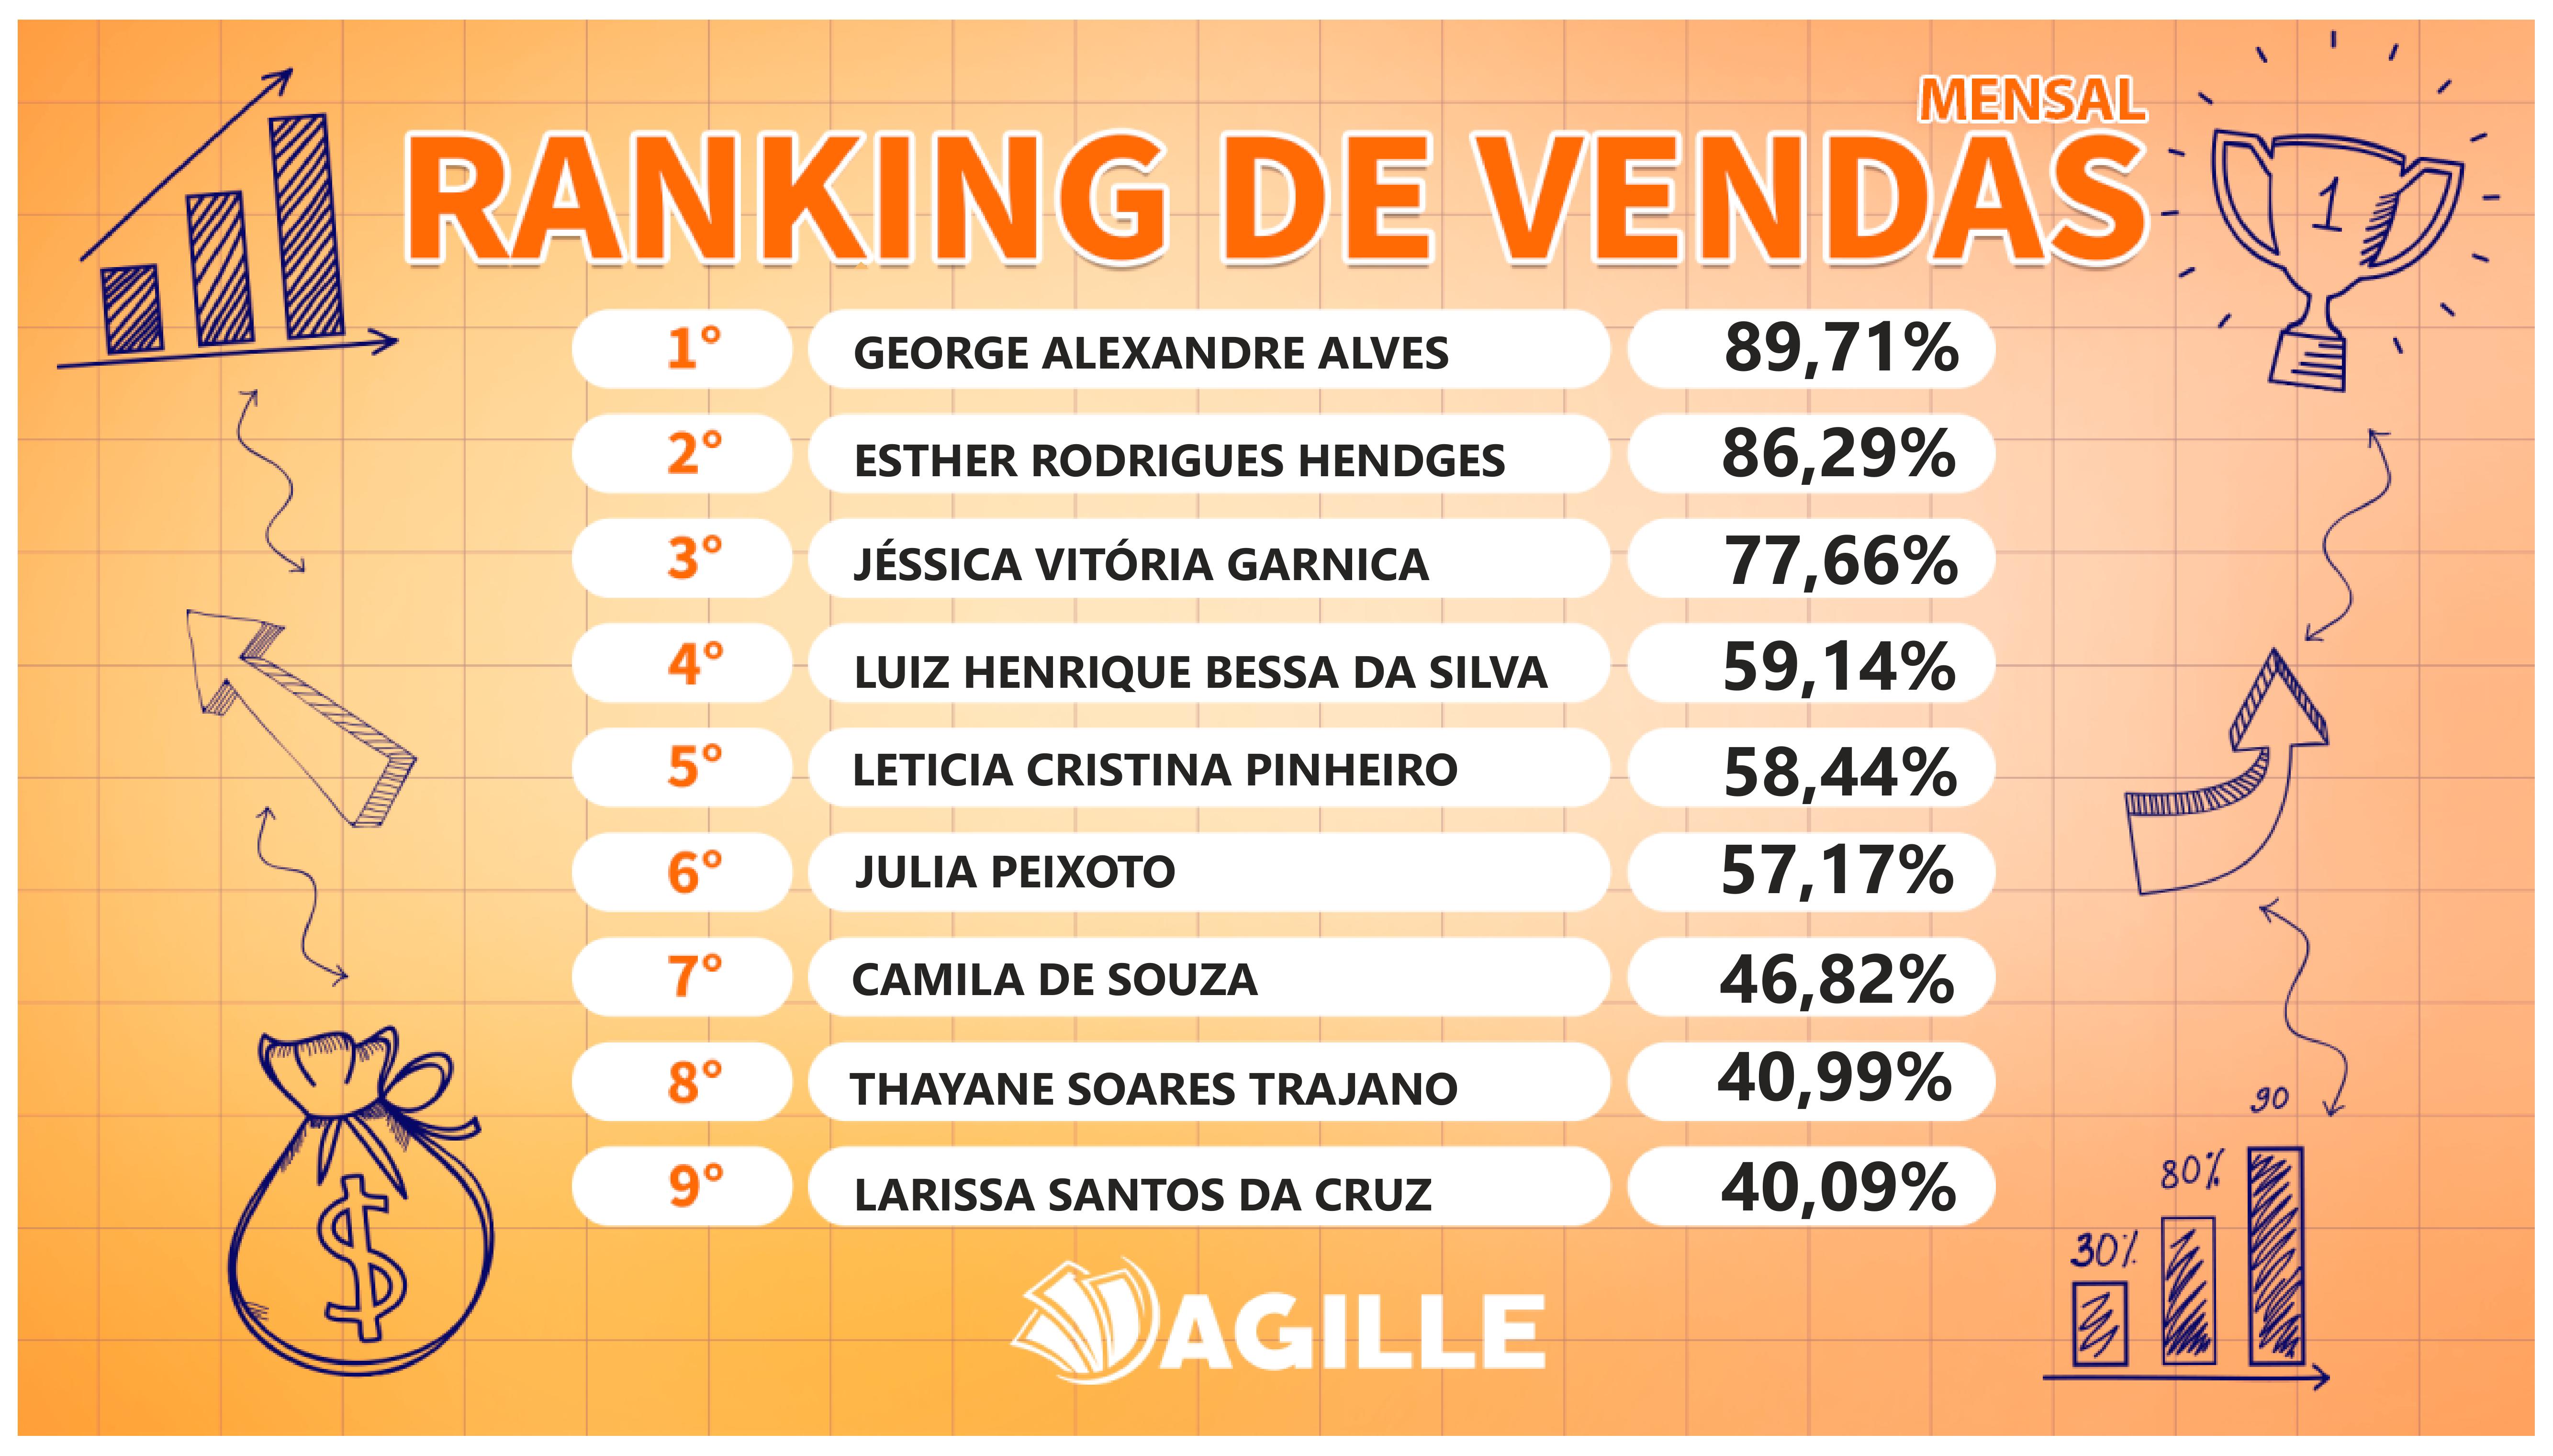 MENSAL
RANKING DE VENDAS
1
1° GEORGE ALEXANDRE ALVES 89,71%
2° ESTHER RODRIGUES HENDGES 86,29%
3° JÉSSICA VITÓRIA GARNICA 77,66%
4° LUIZ HENRIQUE BESSA DA SILVA 59,14%
5° LETICIA CRISTINA PINHEIRO 58,44%
6° JULIA PEIXOTO 57,17%
7° CAMILA DE SOUZA 46,82%
8° THAYANE SOARES TRAJANO 40,99%
9° LARISSA SANTOS DA CRUZ 40,09%
$
90
80%
30%
AGILLE